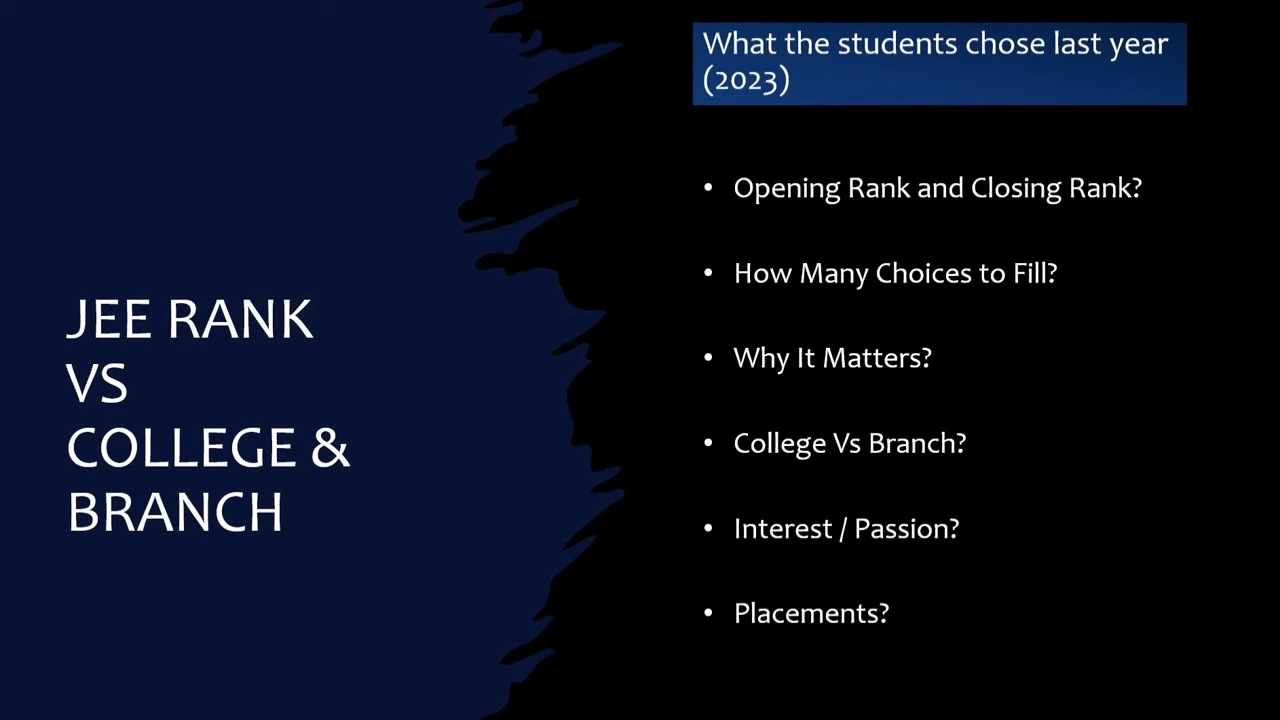 JEE RANK
VS
COLLEGE &
BRANCH
What the students chose last year
(2023)
• Opening Rank and Closing Rank?
• How Many Choices to Fill?
• Why It Matters?
• College Vs Branch?
• Interest / Passion?
• Placements?